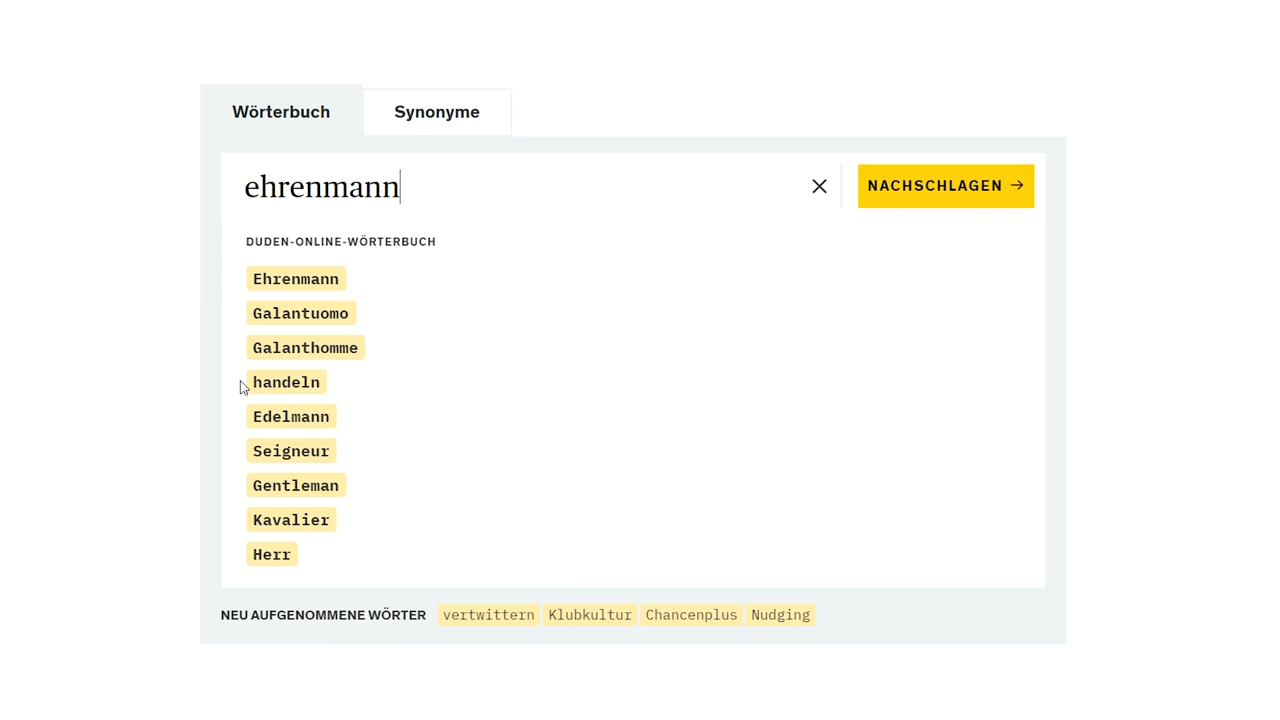 Wörterbuch Synonyme
ehrenmann NACHSCHLAGEN →
DUDEN-ONLINE-WÖRTERBUCH
Ehrenmann
Galantuomo
Galanthomme
handeln
Edelmann
Seigneur
Gentleman
Kavalier
Herr
NEU AUFGENOMMENE WÖRTER vertwittern Klubkultur Chancenplus Nudging